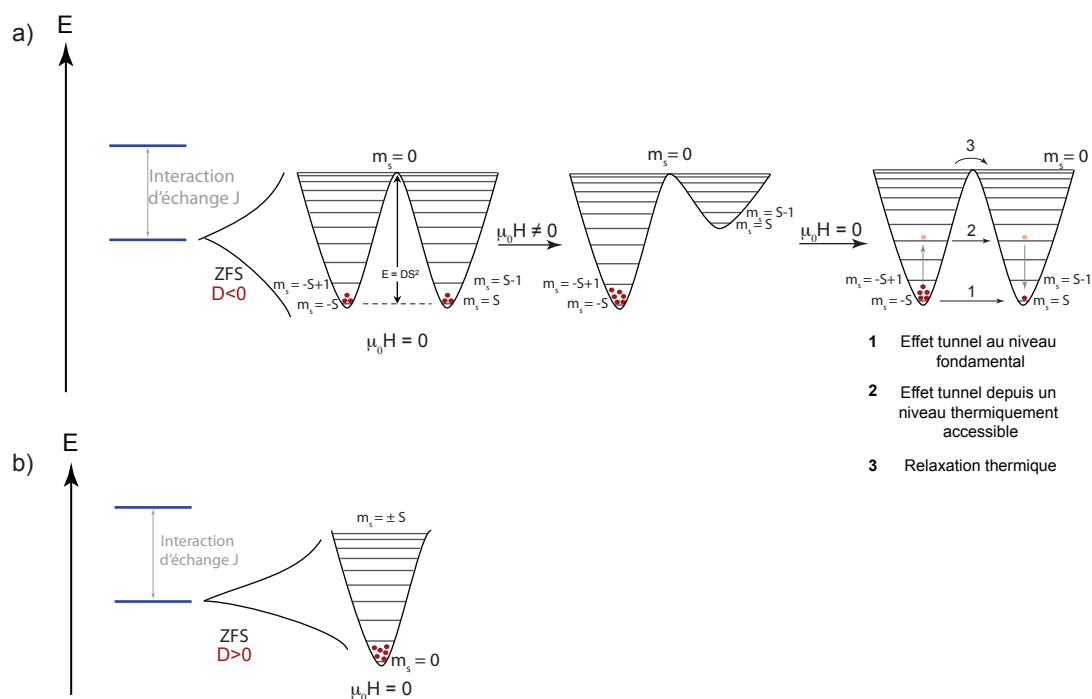 a)
E
Interaction
d'échange J
ZFS
D<0
m_s = 0
m_s = -S+1
m_s = -S
E = DS²
m_s = S-1
m_s = S
μ₀H = 0
μ₀H ≠ 0
m_s = 0
m_s = -S+1
m_s = -S
m_s = S-1
m_s = S
μ₀H = 0
3
m_s = 0
2
m_s = -S+1
m_s = -S
1
m_s = S-1
m_s = S
1 Effet tunnel au niveau
fondamental
2 Effet tunnel depuis un
niveau thermiquement
accessible
3 Relaxation thermique
b)
E
Interaction
d'échange J
ZFS
D>0
m_s = ± S
m_s = 0
μ₀H = 0